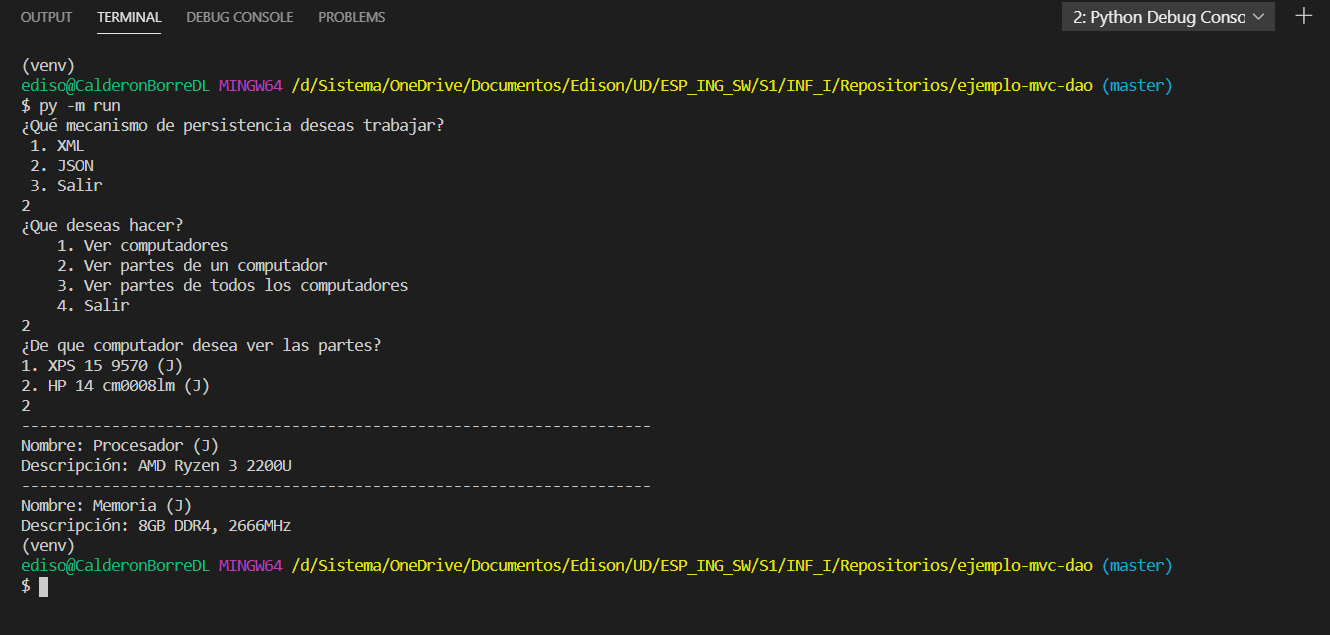 OUTPUT TERMINAL DEBUG CONSOLE PROBLEMS 2: Python Debug Conso
(venv)
ediso@CalderonBorreDL MINGW64 /d/Sistema/OneDrive/Documentos/Edison/UD/ESP_ING_SW/S1/INF_I/Repositorios/ejemplo-mvc-dao (master)
$ py -m run
¿Qué mecanismo de persistencia deseas trabajar?
1. XML
2. JSON
3. Salir
2
¿Que deseas hacer?
1. Ver computadores
2. Ver partes de un computador
3. Ver partes de todos los computadores
4. Salir
2
¿De que computador desea ver las partes?
1. XPS 15 9570 (J)
2. HP 14 cm0008lm (J)
2
----------------------------------------------------------------------
Nombre: Procesador (J)
Descripción: AMD Ryzen 3 2200U
----------------------------------------------------------------------
Nombre: Memoria (J)
Descripción: 8GB DDR4, 2666MHz
(venv)
ediso@CalderonBorreDL MINGW64 /d/Sistema/OneDrive/Documentos/Edison/UD/ESP_ING_SW/S1/INF_I/Repositorios/ejemplo-mvc-dao (master)
$